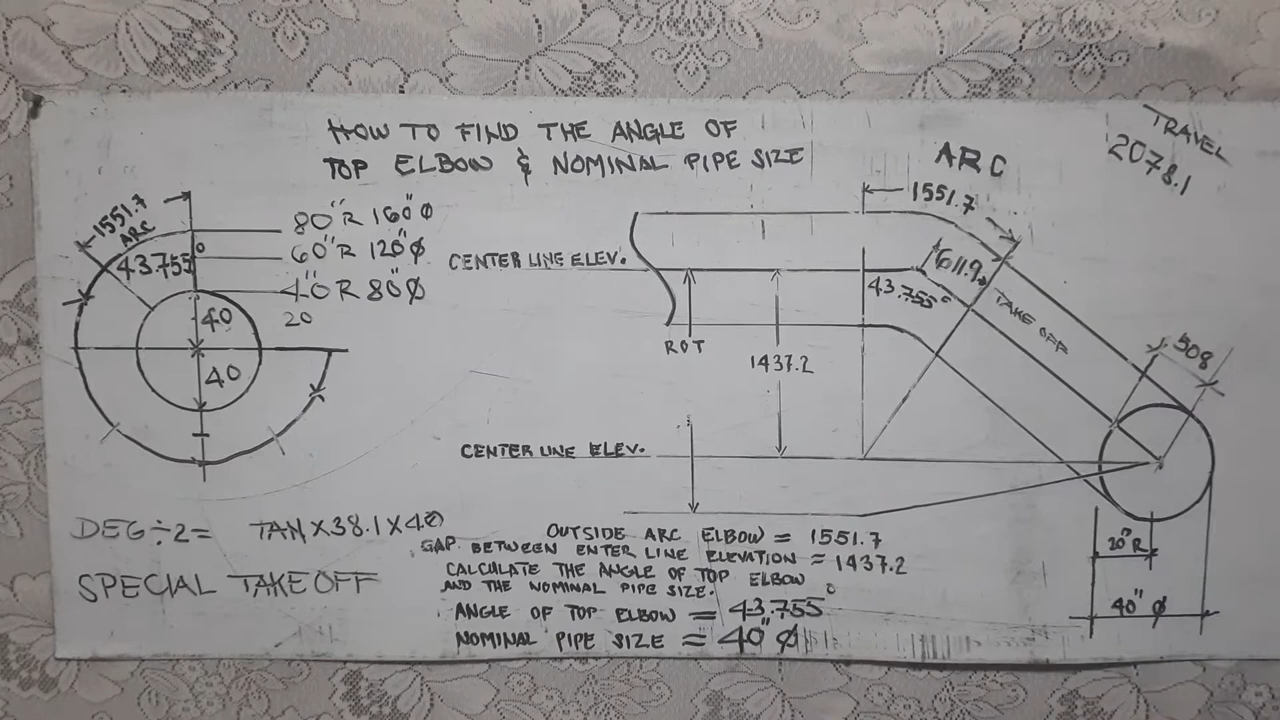 HOW TO FIND THE ANGLE OF
TOP ELBOW & NOMINAL PIPE SIZE
1551.7
ARC
43.755°
80"R 160"Ø
60"R 120"Ø
40"R 80"Ø
20
40
40
CENTER LINE ELEV.
ROT
1437.2
CENTER LINE ELEV.
ARC
1551.7
611.9
43.755°
TAKE OFF
TRAVEL
2078.1
508
20"R
40" Ø
DEG÷2= TAN×38.1×40
SPECIAL TAKE OFF
OUTSIDE ARC ELBOW = 1551.7
GAP BETWEEN ENTER LINE ELEVATION = 1437.2
CALCULATE THE ANGLE OF TOP ELBOW
AND THE NOMINAL PIPE SIZE.
ANGLE OF TOP ELBOW = 43.755°
NOMINAL PIPE SIZE = 40" Ø